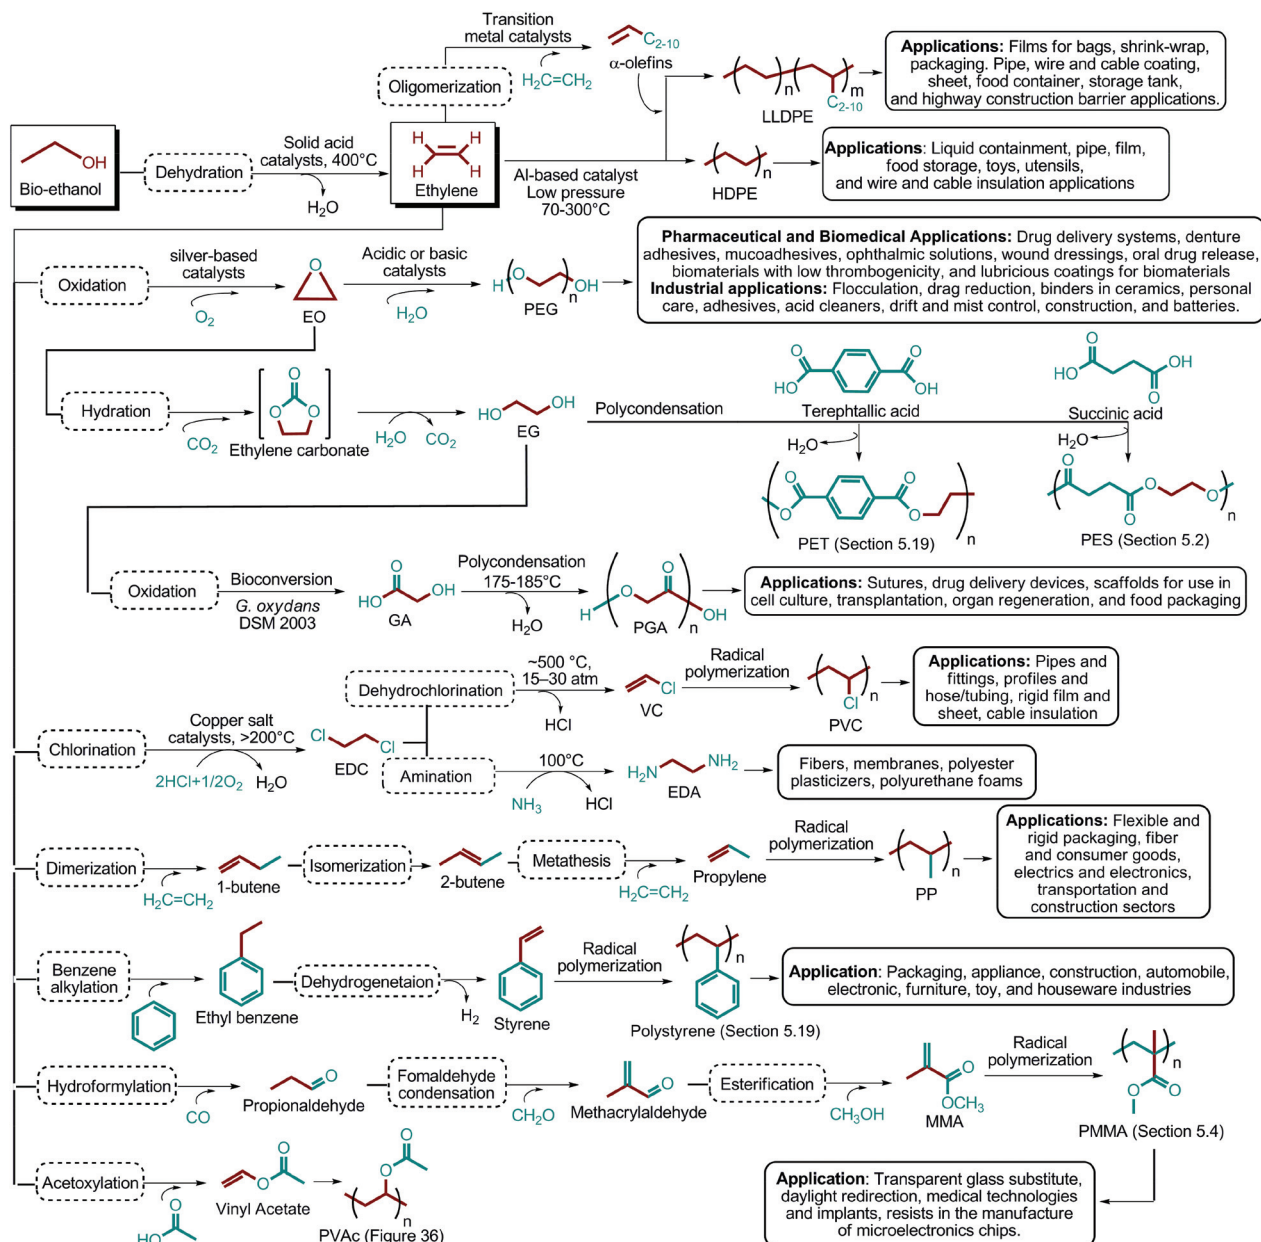 Transition
metal catalysts
C2-10
α-olefins
H2C=CH2
Oligomerization
( )n ( )m
C2-10
LLDPE
Applications: Films for bags, shrink-wrap,
packaging. Pipe, wire and cable coating,
sheet, food container, storage tank,
and highway construction barrier applications.
OH
Bio-ethanol
Dehydration
Solid acid
catalysts, 400°C
H2O
H H
H H
Ethylene
Al-based catalyst
Low pressure
70-300°C
( )n
HDPE
Applications: Liquid containment, pipe, film,
food storage, toys, utensils,
and wire and cable insulation applications
Oxidation
silver-based
catalysts
O2
O
EO
Acidic or basic
catalysts
H2O
H(O )nOH
PEG
Pharmaceutical and Biomedical Applications: Drug delivery systems, denture
adhesives, mucoadhesives, ophthalmic solutions, wound dressings, oral drug release,
biomaterials with low thrombogenicity, and lubricious coatings for biomaterials
Industrial applications: Flocculation, drag reduction, binders in ceramics, personal
care, adhesives, acid cleaners, drift and mist control, construction, and batteries.
Hydration
CO2
O
O O
Ethylene carbonate
H2O CO2
HO OH
EG
Polycondensation
O O
HO OH
Terephtallic acid
H2O
O OH
HO O
Succinic acid
H2O
O O
O O
n
PET (Section 5.19)
O
O
O O
n
PES (Section 5.2)
Oxidation
Bioconversion
G. oxydans
DSM 2003
O
OH
HO
GA
Polycondensation
175-185°C
H2O
O O
H OH
n
PGA
Applications: Sutures, drug delivery devices, scaffolds for use in
cell culture, transplantation, organ regeneration, and food packaging
Chlorination
Copper salt
catalysts, >200°C
2HCl+1/2O2 H2O
Cl
Cl
EDC
Dehydrochlorination
~500 °C,
15–30 atm
HCl
Cl
VC
Radical
polymerization
( )n
Cl
PVC
Applications: Pipes and
fittings, profiles and
hose/tubing, rigid film and
sheet, cable insulation
Amination
100°C
NH3 HCl
H2N NH2
EDA
Fibers, membranes, polyester
plasticizers, polyurethane foams
Dimerization
H2C=CH2
1-butene
Isomerization
2-butene
Metathesis
H2C=CH2
Propylene
Radical
polymerization
( )n
PP
Applications: Flexible and
rigid packaging, fiber
and consumer goods,
electrics and electronics,
transportation and
construction sectors
Benzene
alkylation
Ethyl benzene
Dehydrogenetaion
H2
Styrene
Radical
polymerization
( )n
Polystyrene (Section 5.19)
Application: Packaging, appliance, construction, automobile,
electronic, furniture, toy, and houseware industries
Hydroformylation
CO
O
Propionaldehyde
Fomaldehyde
condensation
CH2O
O
Methacrylaldehyde
Esterification
CH3OH
O
OCH3
MMA
Radical
polymerization
( )n
O O
PMMA (Section 5.4)
Application: Transparent glass substitute,
daylight redirection, medical technologies
and implants, resists in the manufacture
of microelectronics chips.
Acetoxylation
O
HO
O
O
Vinyl Acetate
O
O
( )n
PVAc (Figure 36)